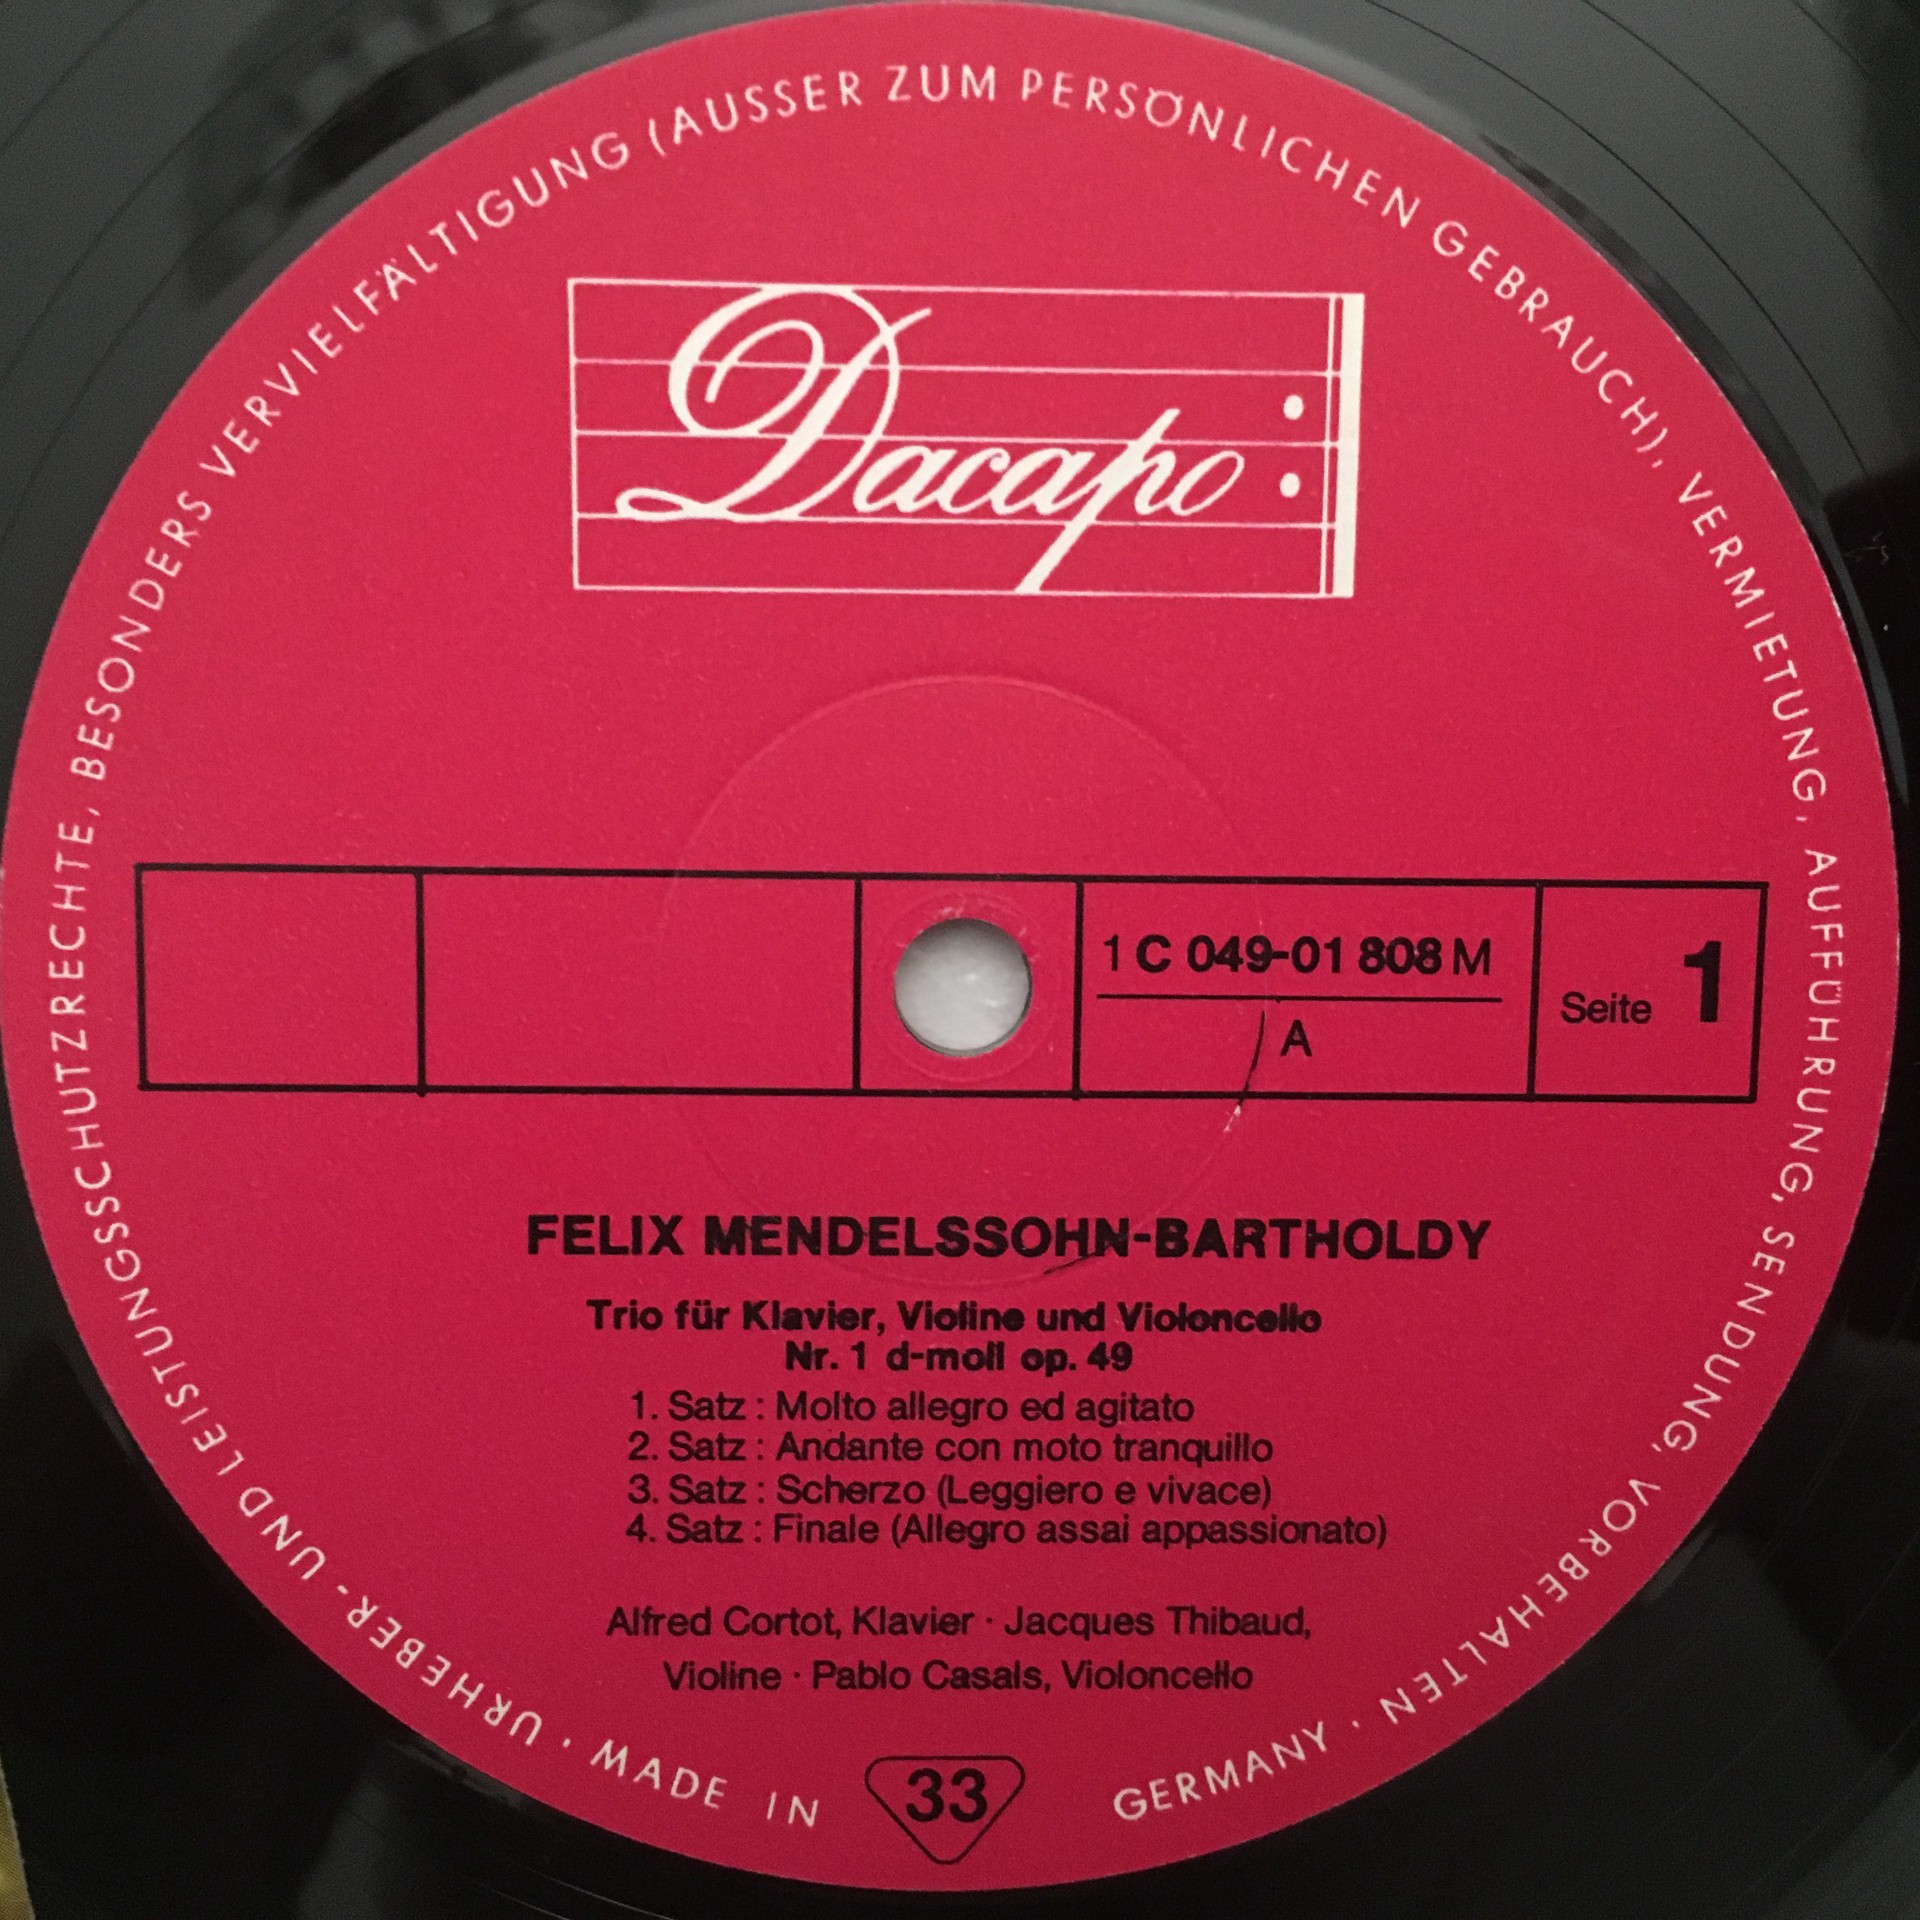 URHEBER- UND LEISTUNGSSCHUTZRECHTE, BESONDERS VERVIELFÄLTIGUNG (AUSSER ZUM PERSÖNLICHEN GEBRAUCH), VERMIETUNG, AUFFÜHRUNG, SENDUNG, VORBEHALTEN ·
Dacapo
1 C 049-01 808 M
A
Seite 1
FELIX MENDELSSOHN-BARTHOLDY
Trio für Klavier, Violine und Violoncello
Nr. 1 d-moll op. 49
1. Satz : Molto allegro ed agitato
2. Satz : Andante con moto tranquillo
3. Satz : Scherzo (Leggiero e vivace)
4. Satz : Finale (Allegro assai appassionato)
Alfred Cortot, Klavier · Jacques Thibaud,
Violine · Pablo Casals, Violoncello
· MADE IN GERMANY
33